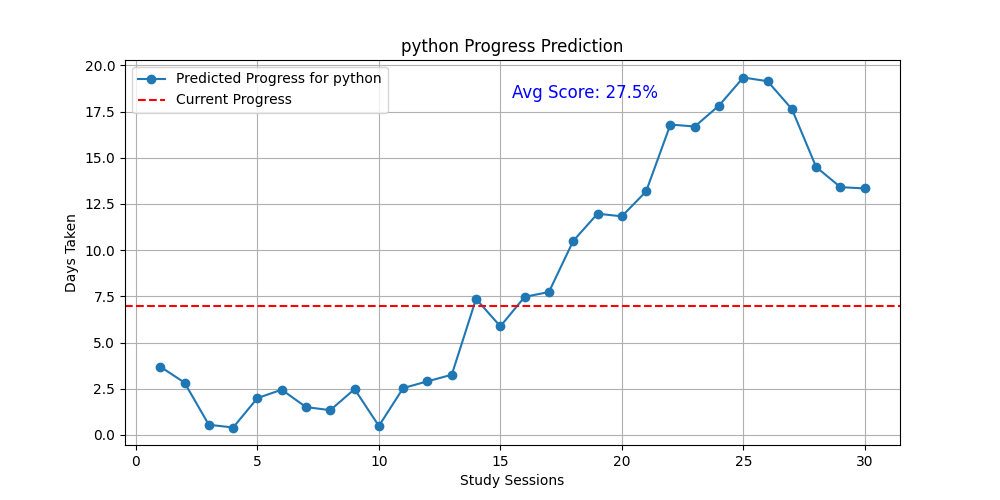 python Progress Prediction
Predicted Progress for python
Current Progress
Avg Score: 27.5%
Days Taken
20.0
17.5
15.0
12.5
10.0
7.5
5.0
2.5
0.0
0 5 10 15 20 25 30
Study Sessions